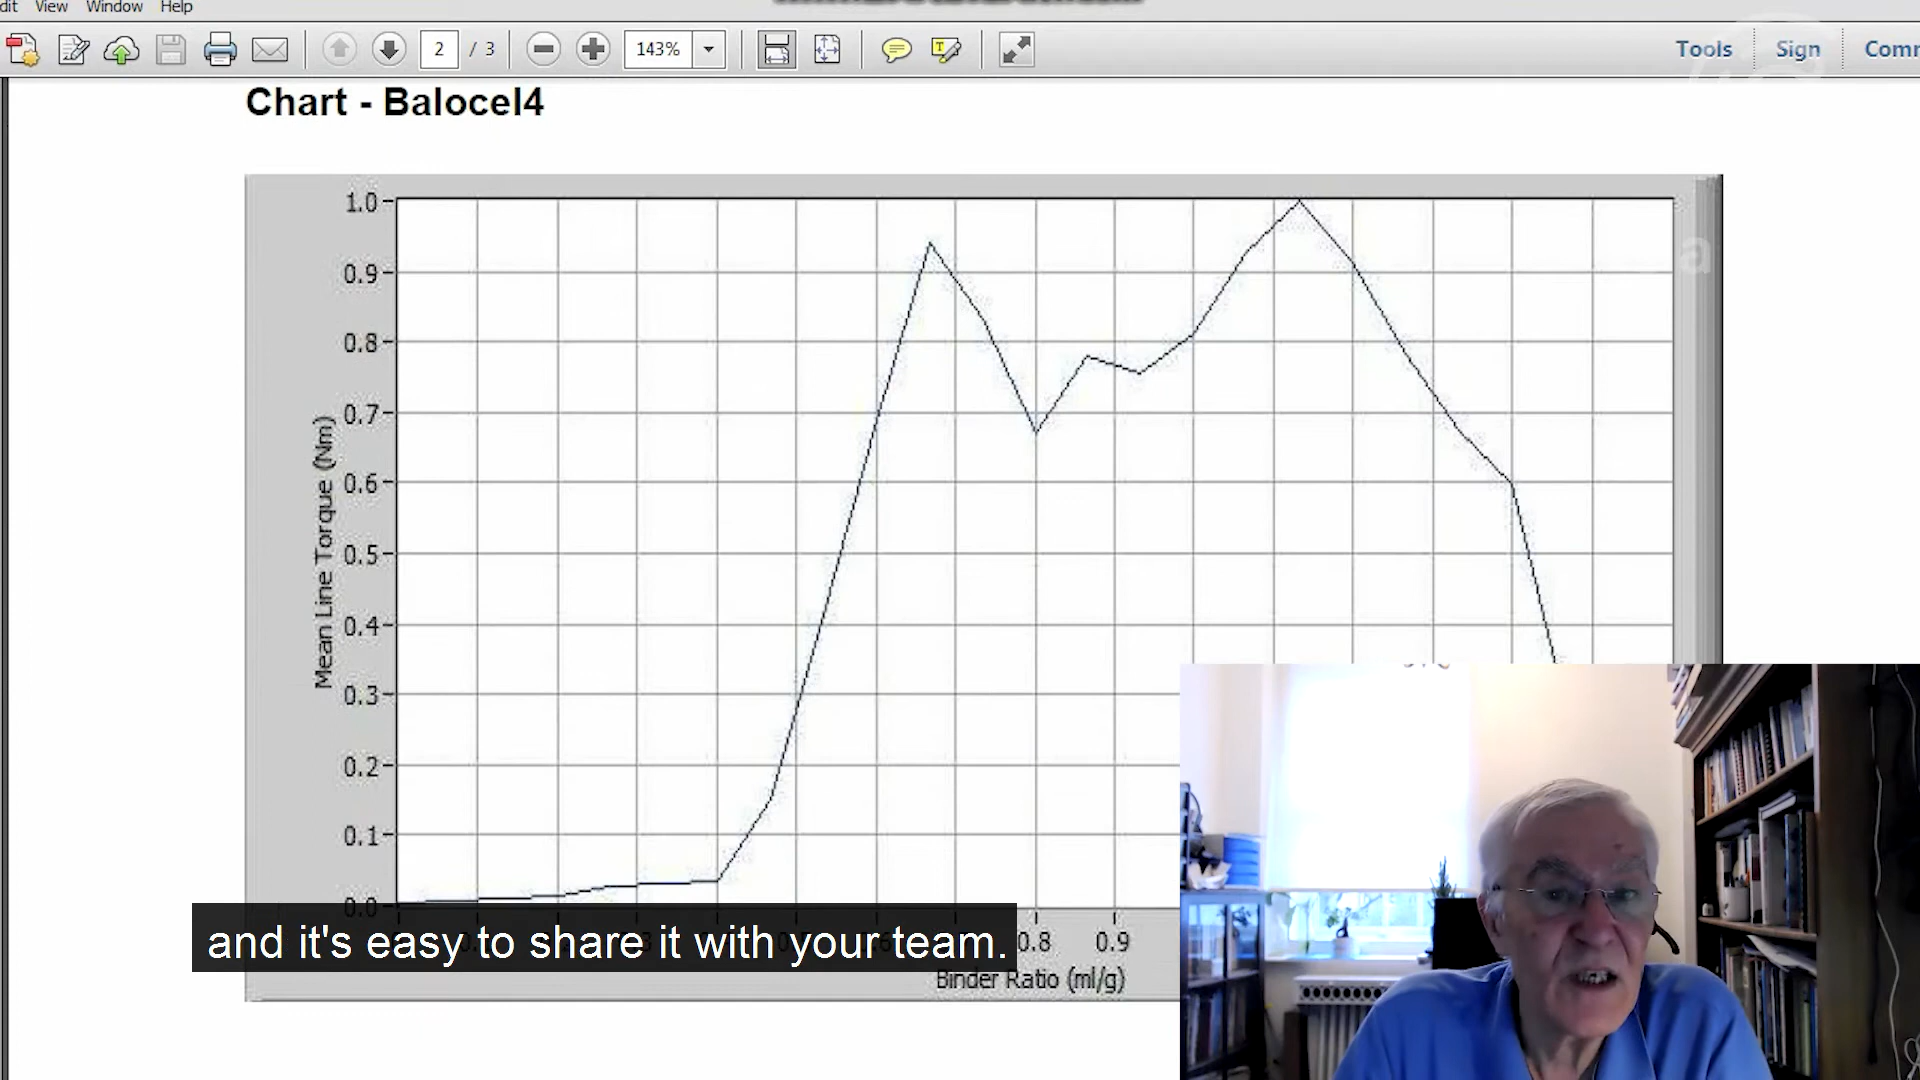 View Window Help
2 / 3 143% Tools Sign
Chart - Balocel4
1.0
0.9
0.8
0.7
0.6
0.5
0.4
0.3
0.2
0.1
0.0
Mean Line Torque (Nm)
0.8 0.9
and it's easy to share it with your team.
Binder Ratio (ml/g)